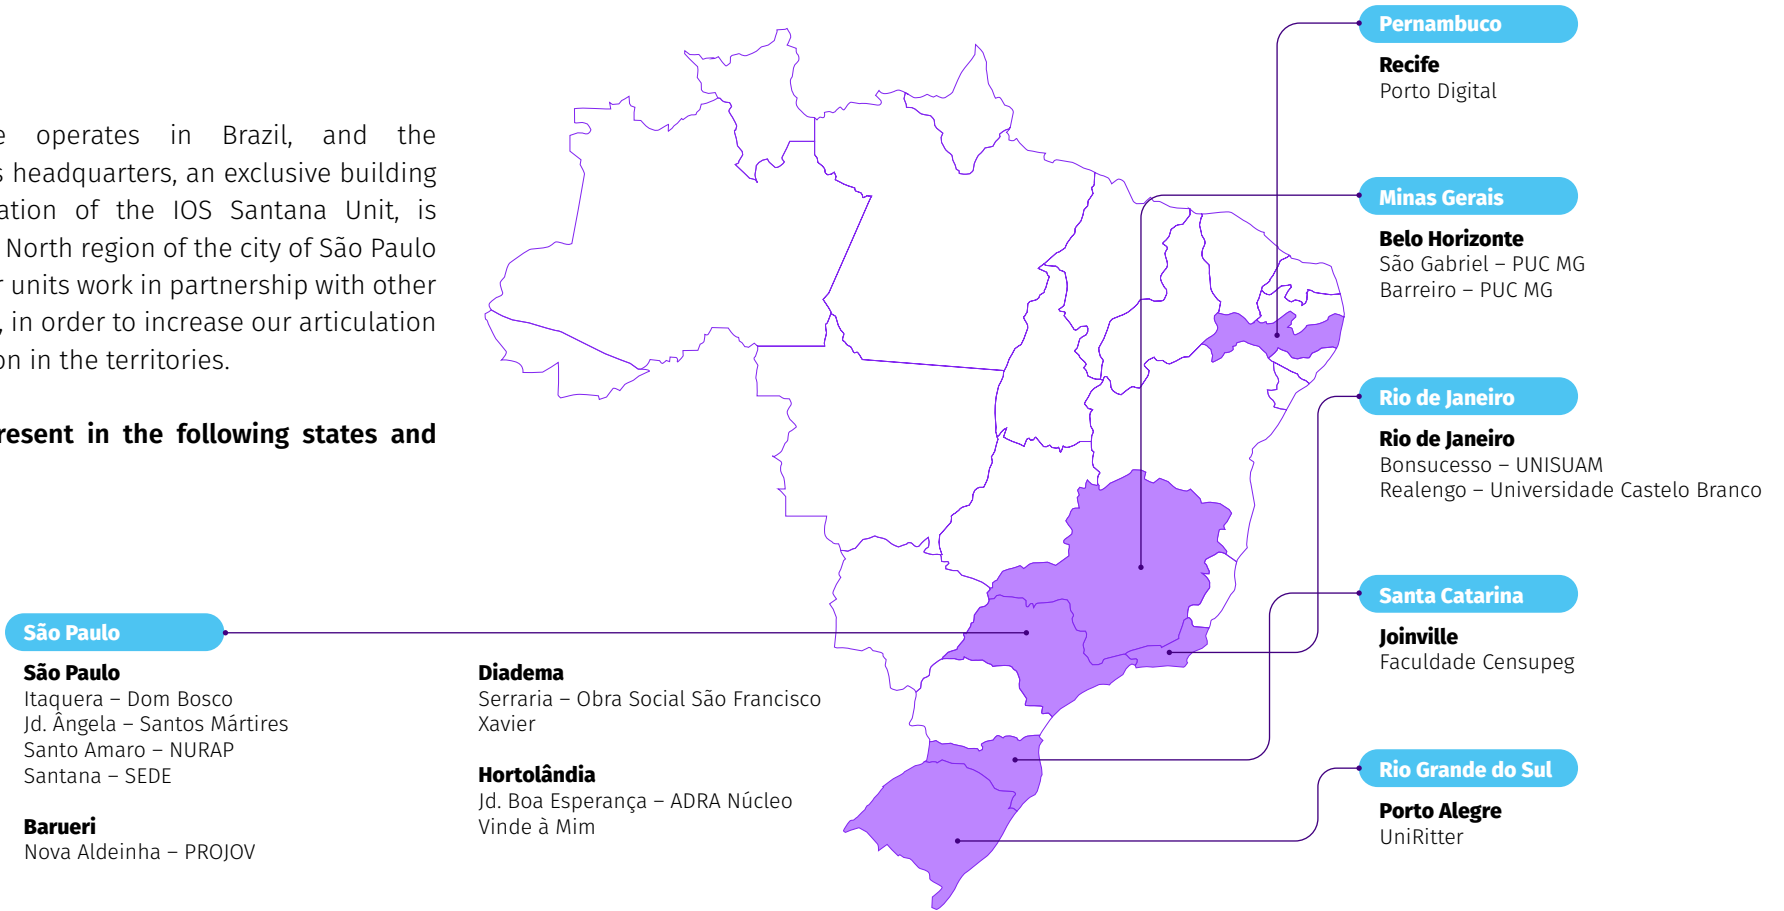 e operates in Brazil, and the
s headquarters, an exclusive building
ation of the IOS Santana Unit, is
North region of the city of São Paulo
r units work in partnership with other
, in order to increase our articulation
on in the territories.
resent in the following states and
São Paulo
São Paulo
Itaquera – Dom Bosco
Jd. Ângela – Santos Mártires
Santo Amaro – NURAP
Santana – SEDE
Barueri
Nova Aldeinha – PROJOV
Diadema
Serraria – Obra Social São Francisco
Xavier
Hortolândia
Jd. Boa Esperança – ADRA Núcleo
Vinde à Mim
Pernambuco
Recife
Porto Digital
Minas Gerais
Belo Horizonte
São Gabriel – PUC MG
Barreiro – PUC MG
Rio de Janeiro
Rio de Janeiro
Bonsucesso – UNISUAM
Realengo – Universidade Castelo Branco
Santa Catarina
Joinville
Faculdade Censupeg
Rio Grande do Sul
Porto Alegre
UniRitter